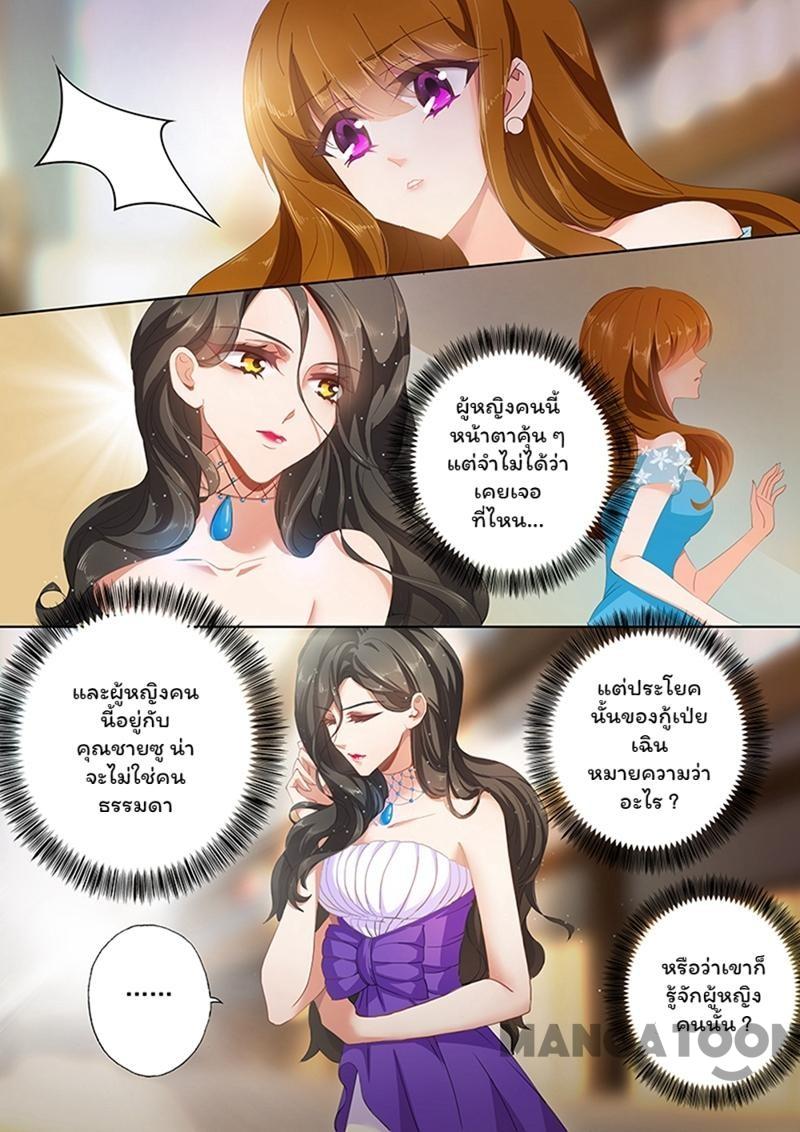 ผู้หญิงคนนี้
หน้าตาคุ้น ๆ
แต่จำไม่ได้ว่า
เคยเจอ
ที่ไหน...
และผู้หญิงคน
นี้อยู่กับ
คุณชายซู น่า
จะไม่ใช่คน
ธรรมดา
แต่ประโยค
นั้นของกู้เป่ย
เฉิน
หมายความว่า
อะไร ?
......
หรือว่าเขาก็
รู้จักผู้หญิง
คนนั้น ?
MANGATOON